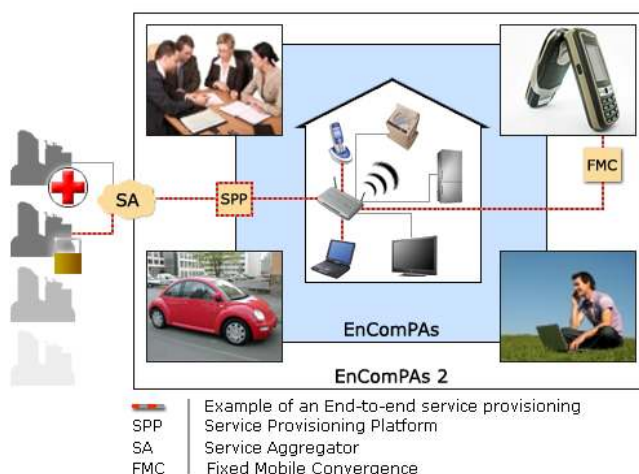 SA
SPP
FMC
EnComPAs
EnComPAs 2
Example of an End-to-end service provisioning
SPP Service Provisioning Platform
SA Service Aggregator
FMC Fixed Mobile Convergence